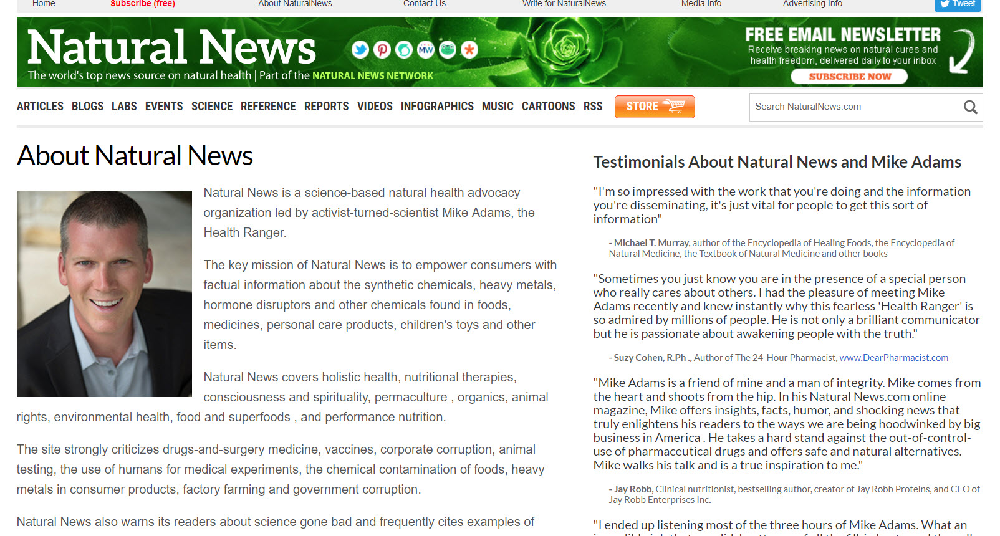 Home Subscribe (free) About NaturalNews Contact Us Write for NaturalNews Media Info Advertising Info Tweet
Natural News
The world's top news source on natural health | Part of the NATURAL NEWS NETWORK
MW
FREE EMAIL NEWSLETTER
Receive breaking news on natural cures and
health freedom, delivered daily to your inbox
SUBSCRIBE NOW
ARTICLES BLOGS LABS EVENTS SCIENCE REFERENCE REPORTS VIDEOS INFOGRAPHICS MUSIC CARTOONS RSS STORE Search NaturalNews.com
About Natural News
Natural News is a science-based natural health advocacy
organization led by activist-turned-scientist Mike Adams, the
Health Ranger.
The key mission of Natural News is to empower consumers with
factual information about the synthetic chemicals, heavy metals,
hormone disruptors and other chemicals found in foods,
medicines, personal care products, children's toys and other
items.
Natural News covers holistic health, nutritional therapies,
consciousness and spirituality, permaculture , organics, animal
rights, environmental health, food and superfoods , and performance nutrition.
The site strongly criticizes drugs-and-surgery medicine, vaccines, corporate corruption, animal
testing, the use of humans for medical experiments, the chemical contamination of foods, heavy
metals in consumer products, factory farming and government corruption.
Natural News also warns its readers about science gone bad and frequently cites examples of
Testimonials About Natural News and Mike Adams
"I'm so impressed with the work that you're doing and the information
you're disseminating, it's just vital for people to get this sort of
information"
- Michael T. Murray, author of the Encyclopedia of Healing Foods, the Encyclopedia of
Natural Medicine, the Textbook of Natural Medicine and other books
"Sometimes you just know you are in the presence of a special person
who really cares about others. I had the pleasure of meeting Mike
Adams recently and knew instantly why this fearless 'Health Ranger' is
so admired by millions of people. He is not only a brilliant communicator
but he is passionate about awakening people with the truth."
- Suzy Cohen, R.Ph ., Author of The 24-Hour Pharmacist, www.DearPharmacist.com
"Mike Adams is a friend of mine and a man of integrity. Mike comes from
the heart and shoots from the hip. In his Natural News.com online
magazine, Mike offers insights, facts, humor, and shocking news that
truly enlightens his readers to the ways we are being hoodwinked by big
business in America . He takes a hard stand against the out-of-control-
use of pharmaceutical drugs and offers safe and natural alternatives.
Mike walks his talk and is a true inspiration to me."
- Jay Robb, Clinical nutritionist, bestselling author, creator of Jay Robb Proteins, and CEO of
Jay Robb Enterprises Inc.
"I ended up listening most of the three hours of Mike Adams. What an